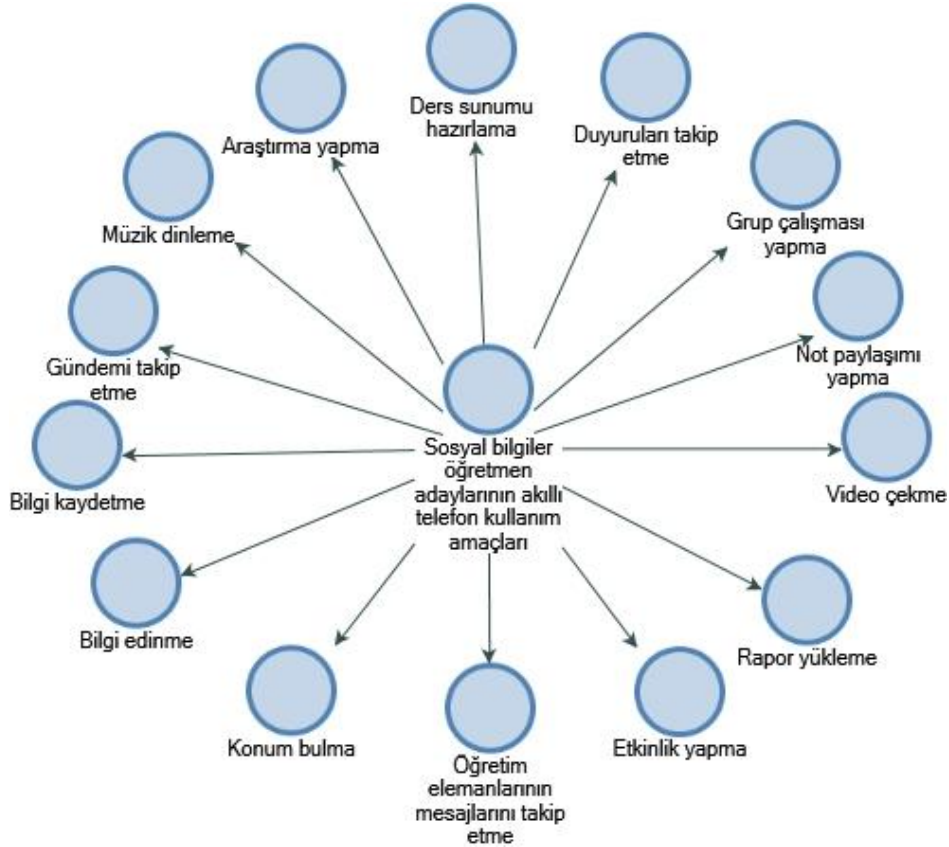 Ders sunumu
hazırlama
Araştırma yapma
Duyuruları takip
etme
Müzik dinleme
Grup çalışması
yapma
Gündemi takip
etme
Not paylaşımı
yapma
Sosyal bilgiler
öğretmen
adaylarının akıllı
telefon kullanım
amaçları
Bilgi kaydetme
Video çekme
Bilgi edinme
Rapor yükleme
Konum bulma
Öğretim
elemanlarının
mesajlarını takip
etme
Etkinlik yapma